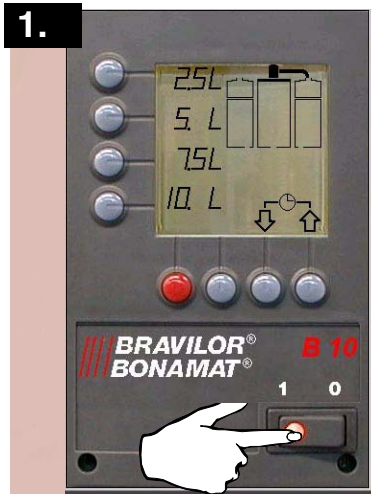 1.
2.5L
5. L
7.5L
10. L
BRAVILOR®
BONAMAT®
B 10
1 0